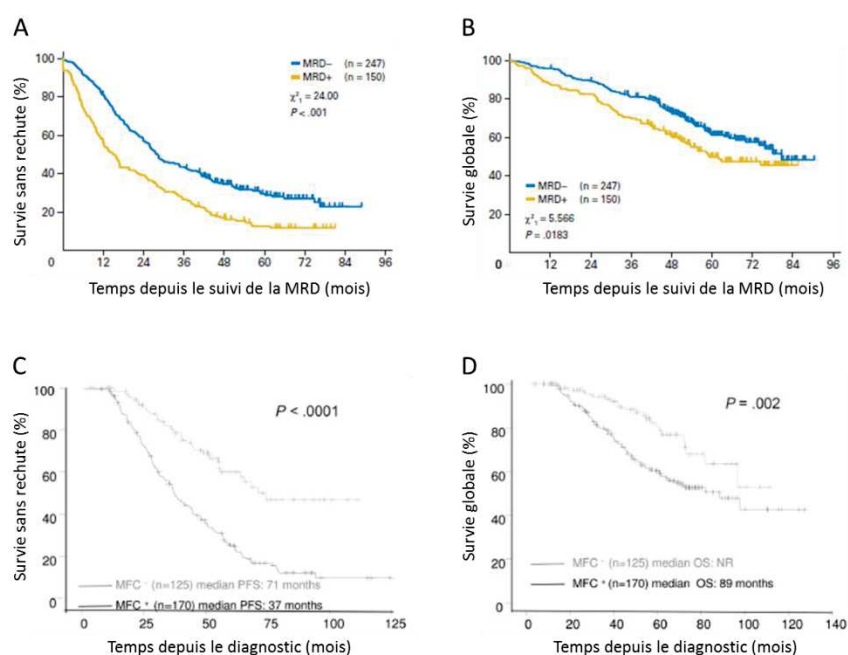 A
Survie sans rechute (%)
100
80
60
40
20
0
12
24
36
48
60
72
84
96
MRD– (n = 247)
MRD+ (n = 150)
χ²₁ = 24.00
P < .001
Temps depuis le suivi de la MRD (mois)
B
Survie globale (%)
100
80
60
40
20
0
12
24
36
48
60
72
84
96
MRD– (n = 247)
MRD+ (n = 150)
χ²₁ = 5.566
P = .0183
Temps depuis le suivi de la MRD (mois)
C
Survie sans rechute (%)
100
80
60
40
20
0
0
25
50
75
100
125
P < .0001
MFC - (n=125) median PFS: 71 months
MFC + (n=170) median PFS: 37 months
Temps depuis le diagnostic (mois)
D
Survie globale (%)
100
80
60
40
20
0
0
20
40
60
80
100
120
140
P = .002
MFC - (n=125) median OS: NR
MFC + (n=170) median OS: 89 months
Temps depuis le diagnostic (mois)